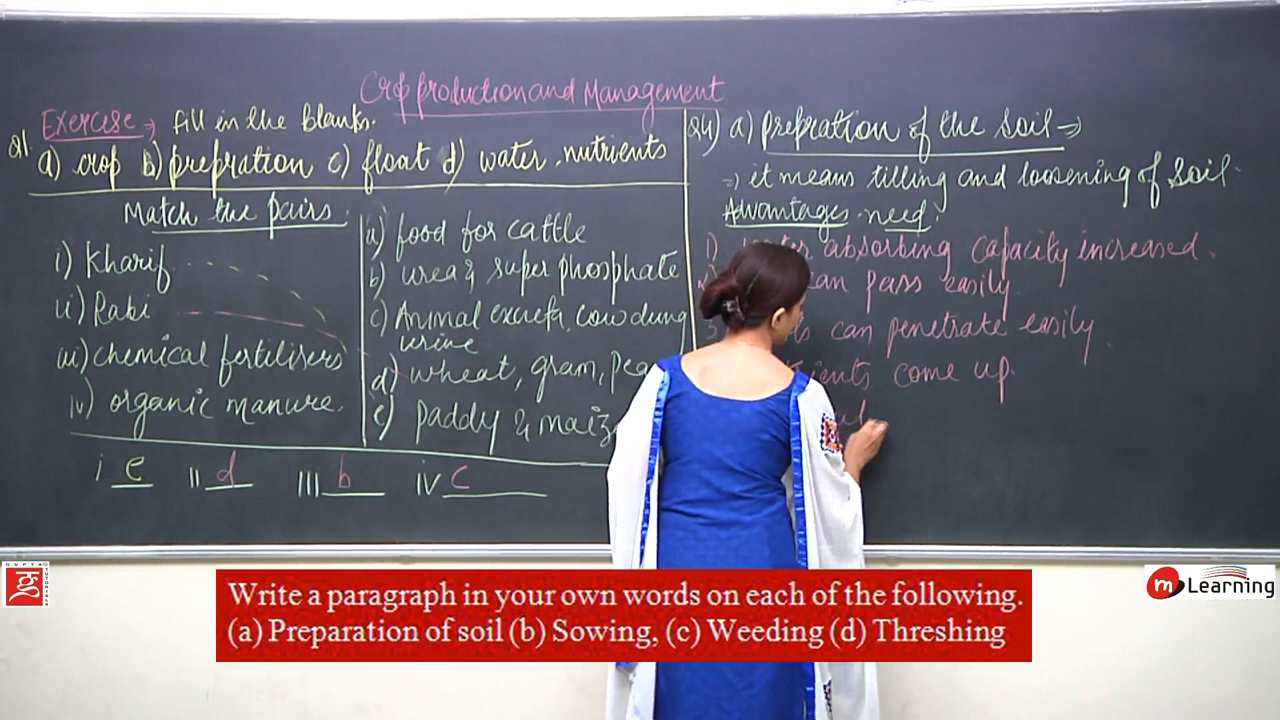 Crop production and Management
Exercise → fill in the blanks.
Q1. a) crop b) prepration c) float d) water, nutrients
Match the pairs.
i) Kharif
ii) Rabi
iii) chemical fertilisers
iv) organic manure.
a) food for cattle
b) urea & super phosphate
c) Animal excreta, cow dung
urine
d) wheat, gram, pea
e) paddy & maize
i e ii d iii b iv c
Q4) a) prepration of the soil ⇒
→ it means tilling and loosening of soil.
Advantages need.
1) absorbing capacity increased.
can pass easily.
3 can penetrate easily
come up.
GUPTA TUTORIALS
m Learning
Write a paragraph in your own words on each of the following.
(a) Preparation of soil (b) Sowing, (c) Weeding (d) Threshing